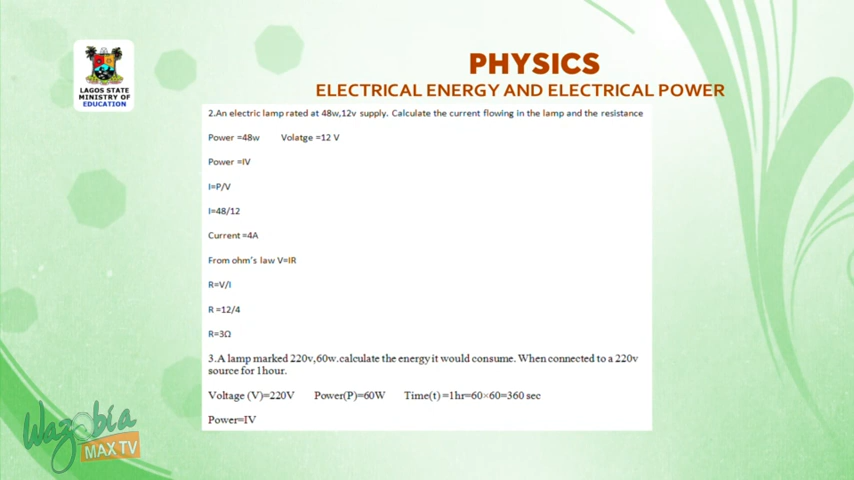 LAGOS STATE
MINISTRY OF
EDUCATION
PHYSICS
ELECTRICAL ENERGY AND ELECTRICAL POWER
2.An electric lamp rated at 48w,12v supply. Calculate the current flowing in the lamp and the resistance
Power =48w Volatge =12 V
Power =IV
I=P/V
I=48/12
Current =4A
From ohm's law V=IR
R=V/I
R =12/4
R=3Ω
3.A lamp marked 220v,60w.calculate the energy it would consume. When connected to a 220v
source for 1hour.
Voltage (V)=220V Power(P)=60W Time(t) =1hr=60×60=360 sec
Power=IV
Wazobia
MAX TV